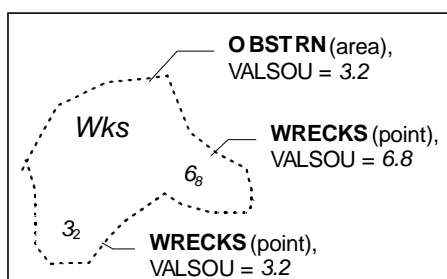 OBSTRN (area),
VALSOU = 3.2
Wks
WRECKS (point),
VALSOU = 6.8
6₈
3₂
WRECKS (point),
VALSOU = 3.2